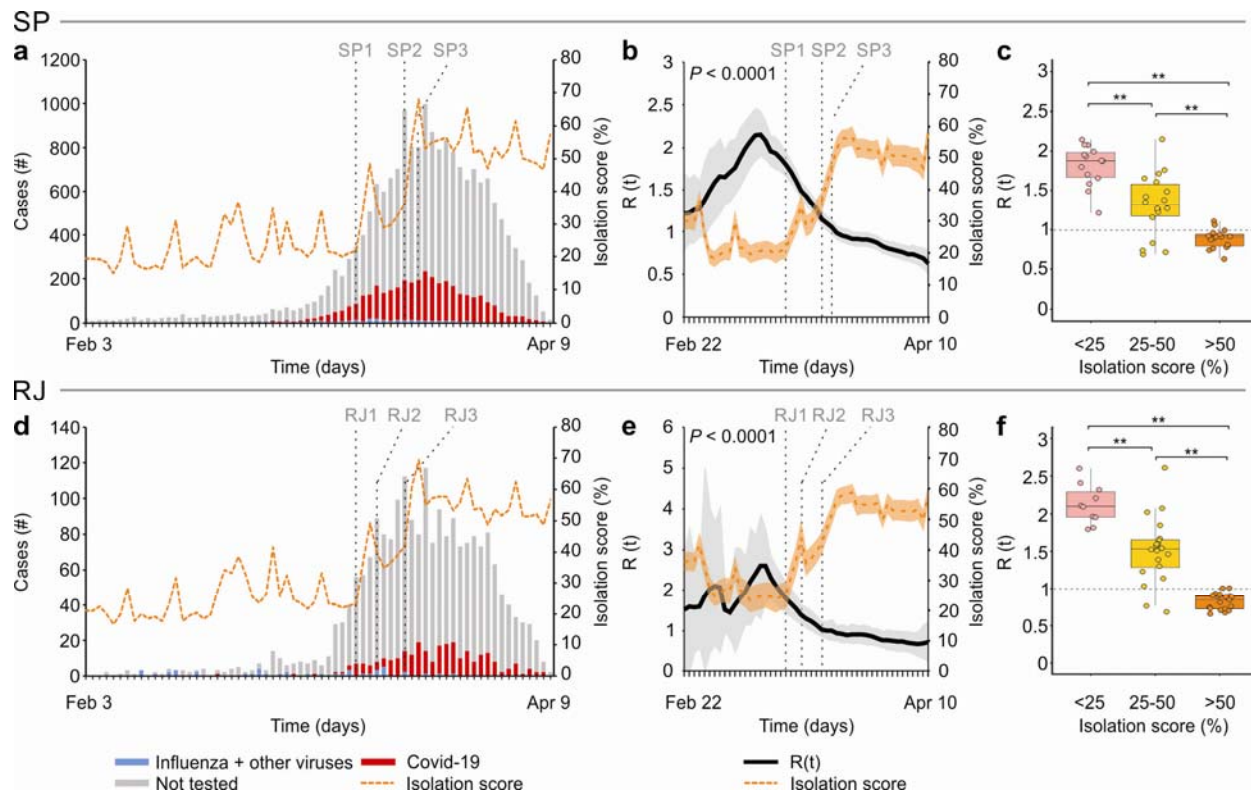 SP
a
SP1 SP2 SP3
Cases (#)
1200
1000
800
600
400
200
0
80
70
60
50
40
30
20
10
0
Isolation score (%)
Feb 3 Apr 9
Time (days)
b
SP1 SP2 SP3
P < 0.0001
R (t)
3
2.5
2
1.5
1
0.5
0
80
70
60
50
40
30
20
10
0
Isolation score (%)
Feb 22 Apr 10
Time (days)
c
** 
** **
R (t)
3
2.5
2
1.5
1
0.5
0
<25 25-50 >50
Isolation score (%)
RJ
d
RJ1 RJ2 RJ3
Cases (#)
140
120
100
80
60
40
20
0
80
70
60
50
40
30
20
10
0
Isolation score (%)
Feb 3 Apr 9
Time (days)
e
RJ1 RJ2 RJ3
P < 0.0001
R (t)
6
5
4
3
2
1
0
80
70
60
50
40
30
20
10
0
Isolation score (%)
Feb 22 Apr 10
Time (days)
f
**
** **
R (t)
3
2.5
2
1.5
1
0.5
0
<25 25-50 >50
Isolation score (%)
Influenza + other viruses Covid-19 R(t)
Not tested Isolation score Isolation score